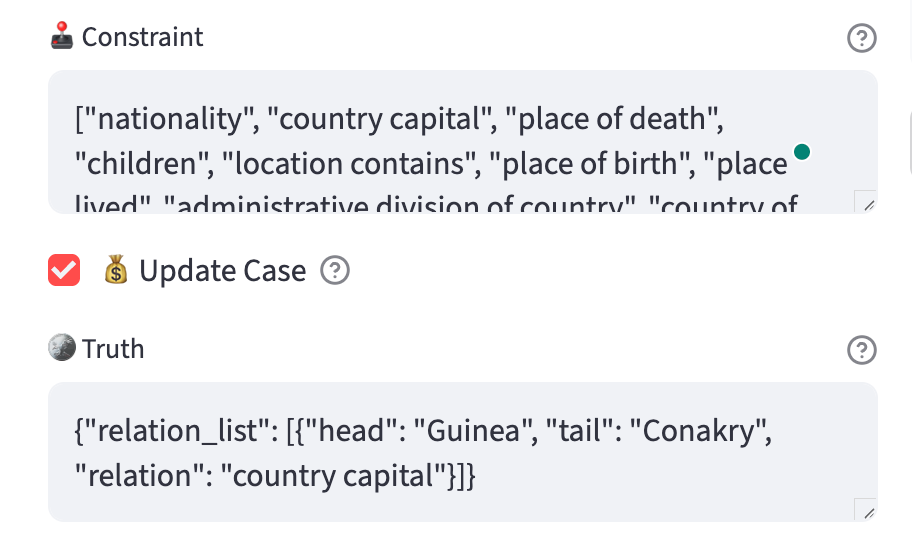 Constraint
["nationality", "country capital", "place of death",
"children", "location contains", "place of birth", "place
lived", "administrative division of country", "country of
Update Case
Truth
{"relation_list": [{"head": "Guinea", "tail": "Conakry",
"relation": "country capital"}]}